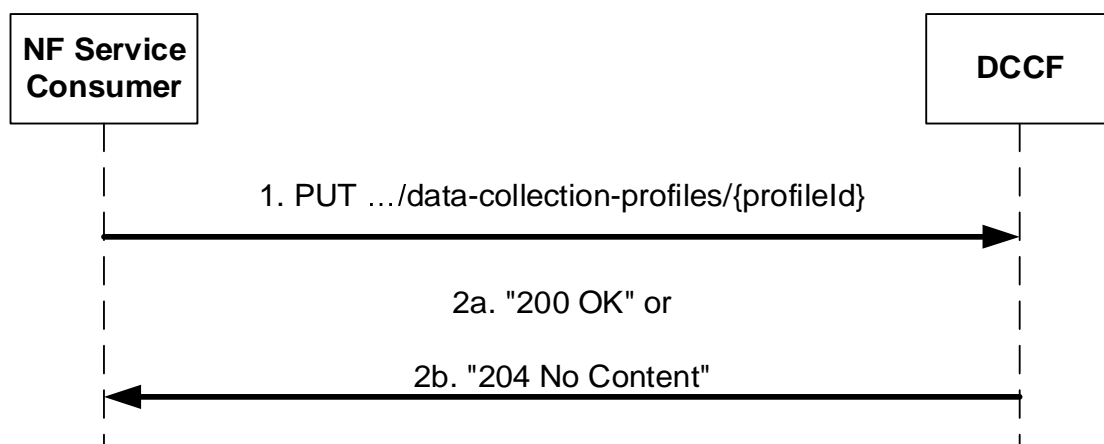 NF Service
Consumer
DCCF
1. PUT …/data-collection-profiles/{profileId}
2a. "200 OK" or
2b. "204 No Content"